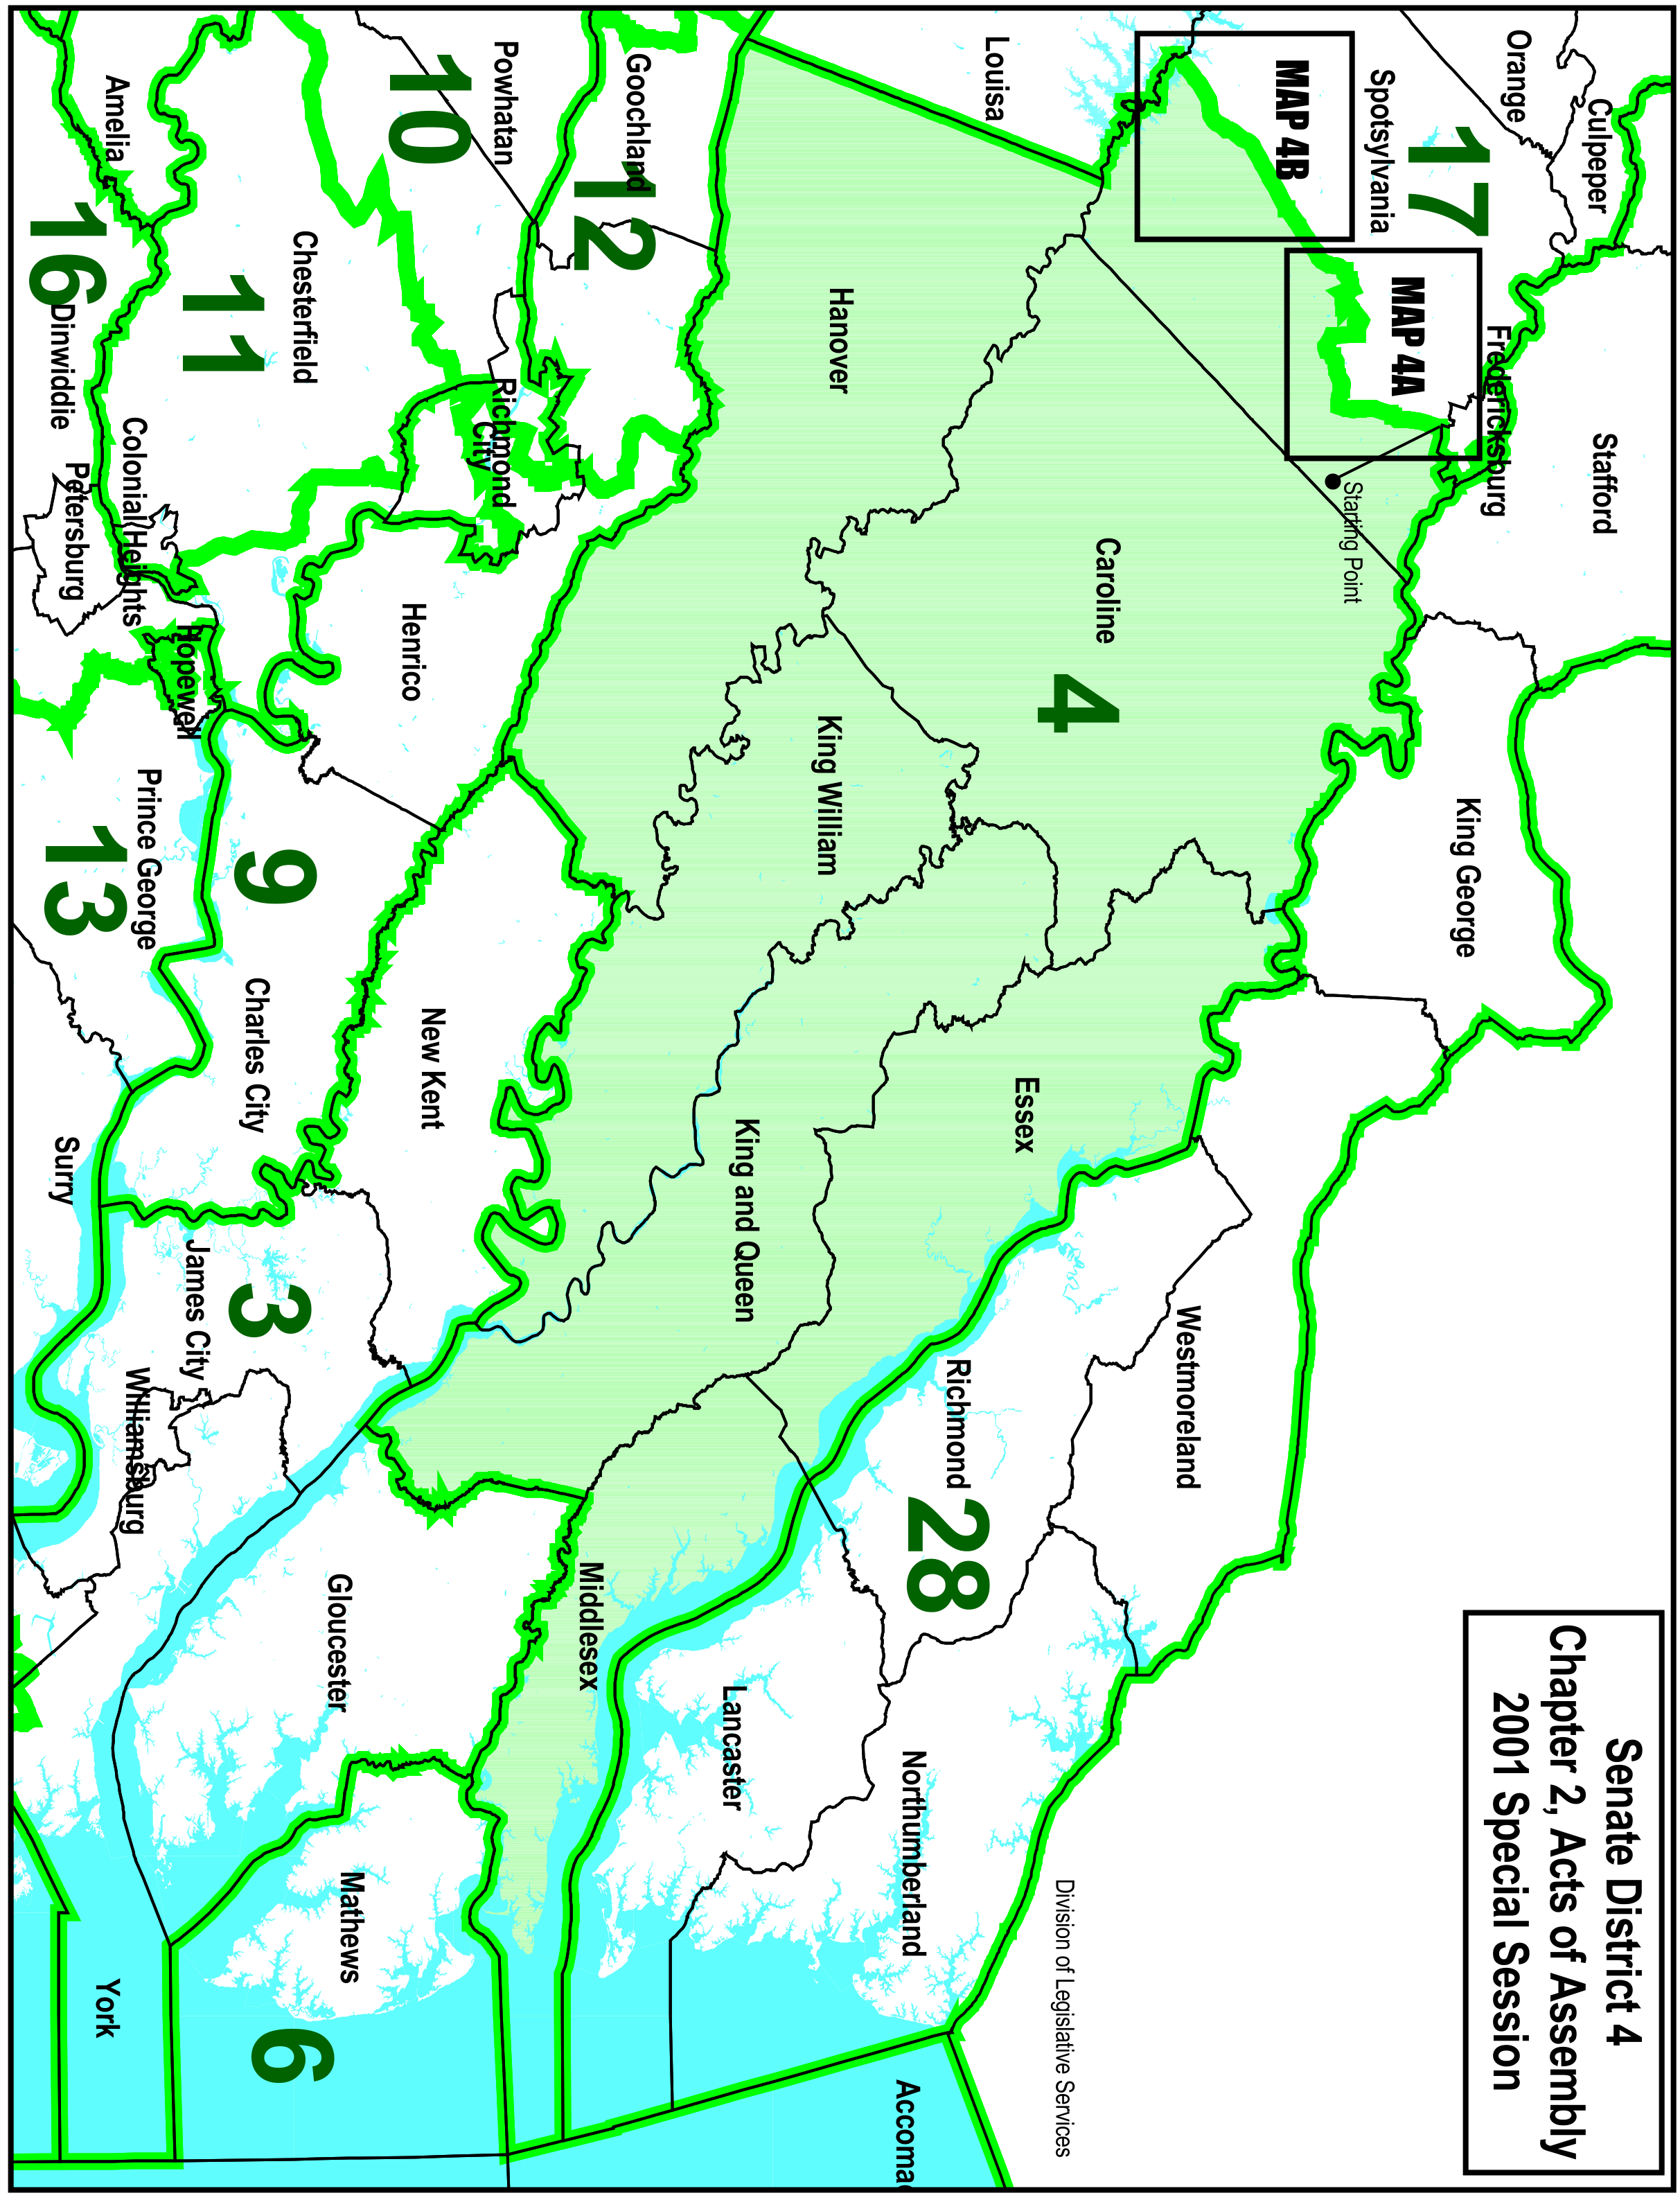 Senate District 4
Chapter 2, Acts of Assembly
2001 Special Session
Culpeper
Orange
17
Spotsylvania
MAP 4B
MAP 4A
Fredericksburg
Stafford
Starting Point
King George
Louisa
Caroline
4
Hanover
King William
Essex
King and Queen
Westmoreland
Richmond
28
Northumberland
Lancaster
Middlesex
Division of Legislative Services
Accomac
Goochland
12
Powhatan
10
Richmond
City
Henrico
New Kent
Chesterfield
11
Amelia
16
Dinwiddie
Colonial Heights
Petersburg
Hopewell
Prince George
13
9
Charles City
Surry
James City
3
Williamsburg
Gloucester
Mathews
6
York